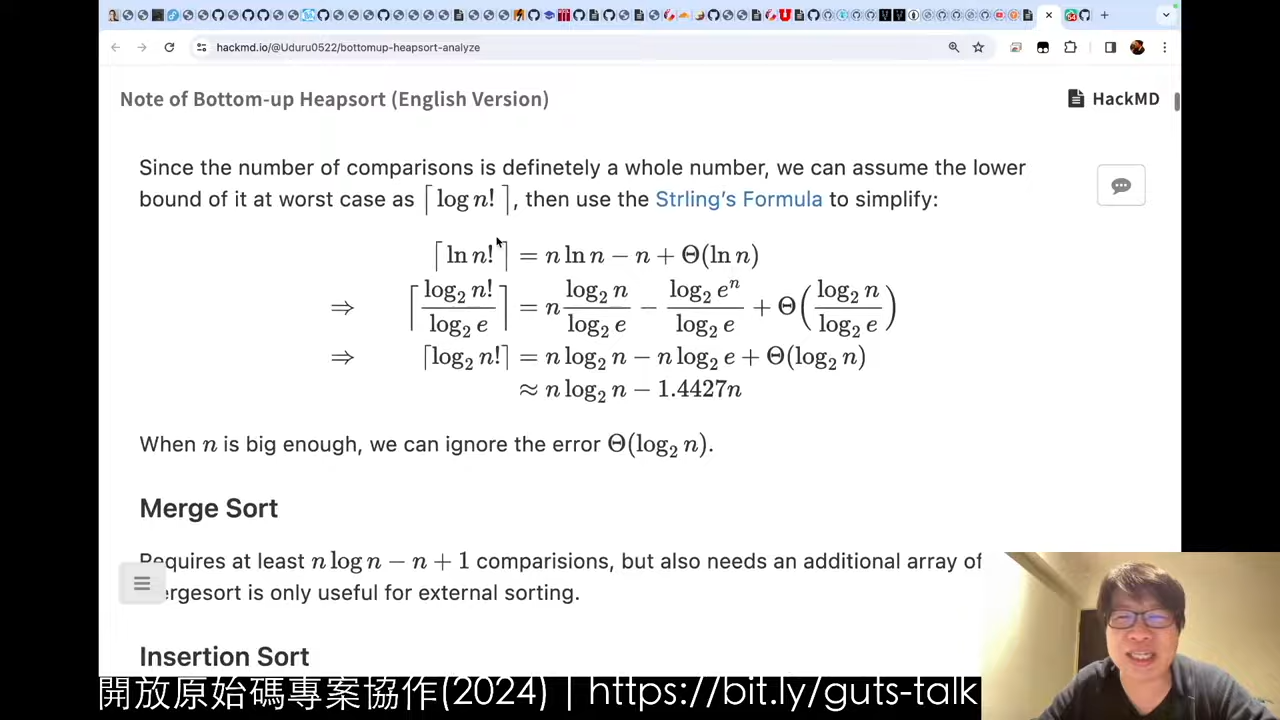 hackmd.io/@Uduru0522/bottomup-heapsort-analyze
Note of Bottom-up Heapsort (English Version)
HackMD
Since the number of comparisons is definetely a whole number, we can assume the lower
bound of it at worst case as ⌈log n!⌉, then use the Strling's Formula to simplify:
⌈ln n!⌉ = n ln n − n + Θ(ln n)
⇒ ⌈log₂ n! / log₂ e⌉ = n log₂ n / log₂ e − log₂ eⁿ / log₂ e + Θ(log₂ n / log₂ e)
⇒ ⌈log₂ n!⌉ = n log₂ n − n log₂ e + Θ(log₂ n)
≈ n log₂ n − 1.4427n
When n is big enough, we can ignore the error Θ(log₂ n).
Merge Sort
Requires at least n log n − n + 1 comparisions, but also needs an additional array of
ergesort is only useful for external sorting.
Insertion Sort
開放原始碼專案協作(2024) | https://bit.ly/guts-talk